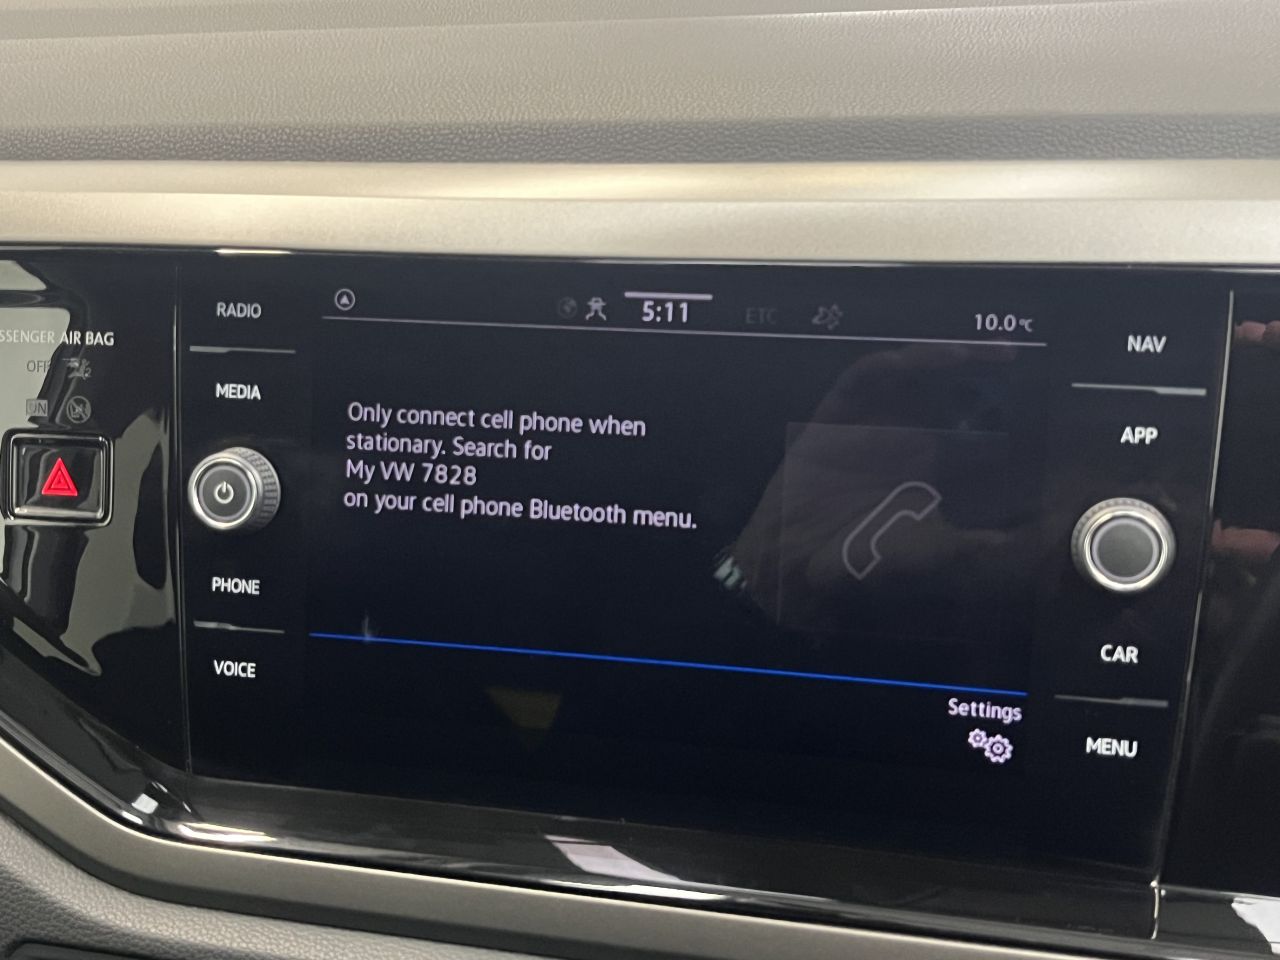 SSENGER AIR BAG
OFF
ON
RADIO
MEDIA
PHONE
VOICE
5:11
ETC
10.0°C
Only connect cell phone when
stationary. Search for
My VW 7828
on your cell phone Bluetooth menu.
Settings
NAV
APP
CAR
MENU